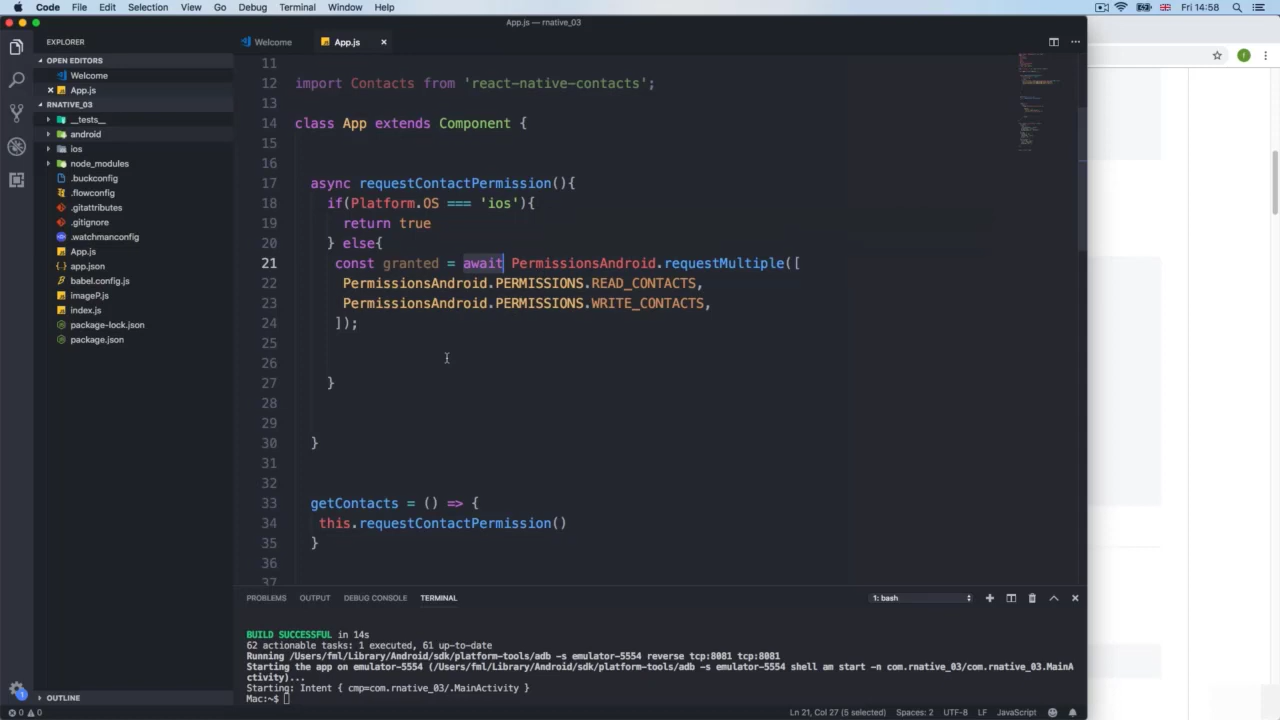 Code File Edit Selection View Go Debug Terminal Window Help Fri 14:58
App.js — rnative_03
EXPLORER
Welcome App.js
OPEN EDITORS
Welcome
App.js
RNATIVE_03
__tests__
android
ios
node_modules
.buckconfig
.flowconfig
.gitattributes
.gitignore
.watchmanconfig
App.js
app.json
babel.config.js
imageP.js
index.js
package-lock.json
package.json
OUTLINE
11
12 import Contacts from 'react-native-contacts';
13
14 class App extends Component {
15
16
17 async requestContactPermission(){
18 if(Platform.OS === 'ios'){
19 return true
20 } else{
21 const granted = await PermissionsAndroid.requestMultiple([
22 PermissionsAndroid.PERMISSIONS.READ_CONTACTS,
23 PermissionsAndroid.PERMISSIONS.WRITE_CONTACTS,
24 ]);
25
26
27 }
28
29
30 }
31
32
33 getContacts = () => {
34 this.requestContactPermission()
35 }
36
37
PROBLEMS OUTPUT DEBUG CONSOLE TERMINAL 1: bash
BUILD SUCCESSFUL in 14s
62 actionable tasks: 1 executed, 61 up-to-date
Running /Users/fml/Library/Android/sdk/platform-tools/adb -s emulator-5554 reverse tcp:8081 tcp:8081
Starting the app on emulator-5554 (/Users/fml/Library/Android/sdk/platform-tools/adb -s emulator-5554 shell am start -n com.rnative_03/com.rnative_03.MainA
ctivity)...
Starting: Intent { cmp=com.rnative_03/.MainActivity }
Mac:~$
0 0 Ln 21, Col 27 (5 selected) Spaces: 2 UTF-8 LF JavaScript